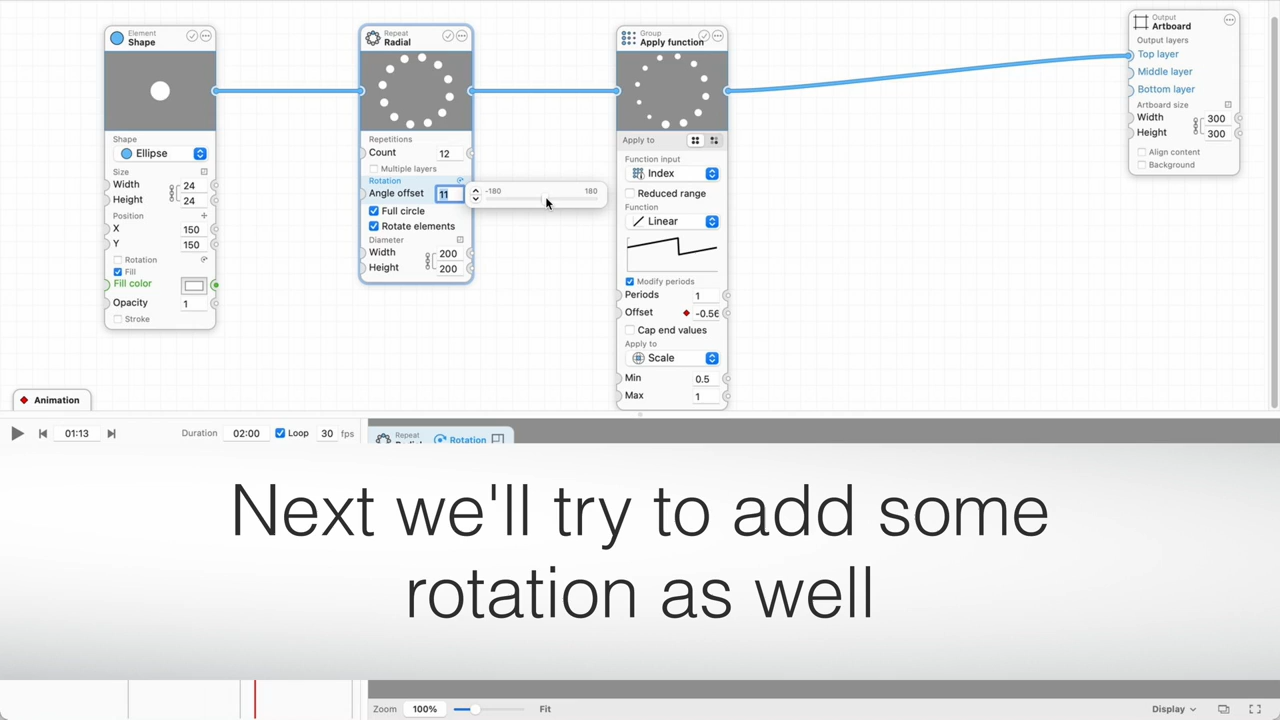 Element
Shape
Shape
Ellipse
Size
Width 24
Height 24
Position
X 150
Y 150
Rotation
Fill
Fill color
Opacity 1
Stroke
Repeat
Radial
Repetitions
Count 12
Multiple layers
Rotation
Angle offset 11
-180 180
Full circle
Rotate elements
Diameter
Width 200
Height 200
Group
Apply function
Apply to
Function input
Index
Reduced range
Function
Linear
Modify periods
Periods 1
Offset -0.56
Cap end values
Apply to
Scale
Min 0.5
Max 1
Output
Artboard
Output layers
Top layer
Middle layer
Bottom layer
Artboard size
Width 300
Height 300
Align content
Background
Animation
01:13 Duration 02:00 Loop 30 fps
Repeat
Rotation
Next we'll try to add some
rotation as well
Zoom 100% Fit Display